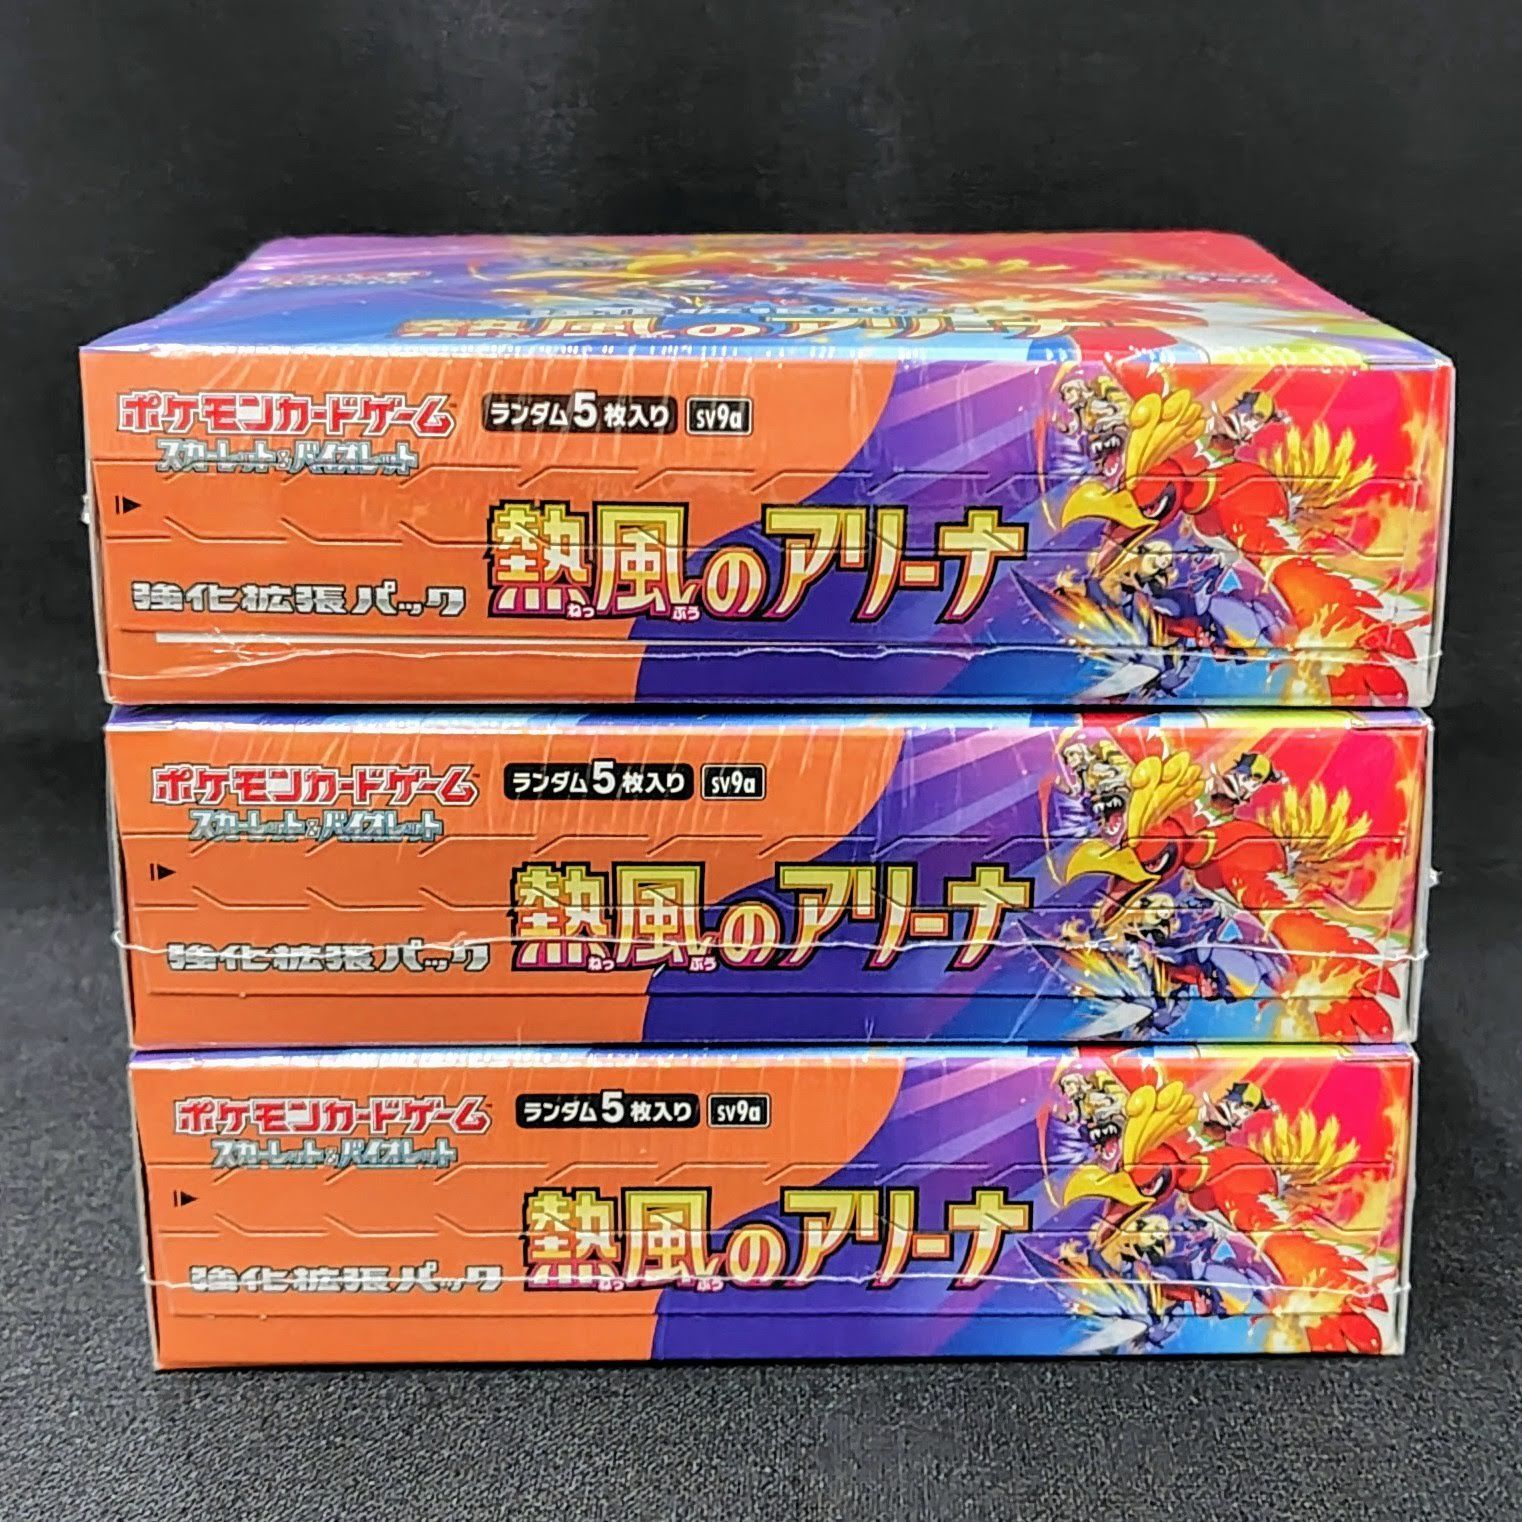 熱風のアリーナ
ポケモンカードゲーム
スカーレット&バイオレット
ランダム5枚入り sv9a
強化拡張パック
熱風のアリーナ
ねっ ぷう
ポケモンカードゲーム
スカーレット&バイオレット
ランダム5枚入り sv9a
強化拡張パック
熱風のアリーナ
ねっ ぷう
ポケモンカードゲーム
スカーレット&バイオレット
ランダム5枚入り sv9a
強化拡張パック
熱風のアリーナ
ねっ ぷう